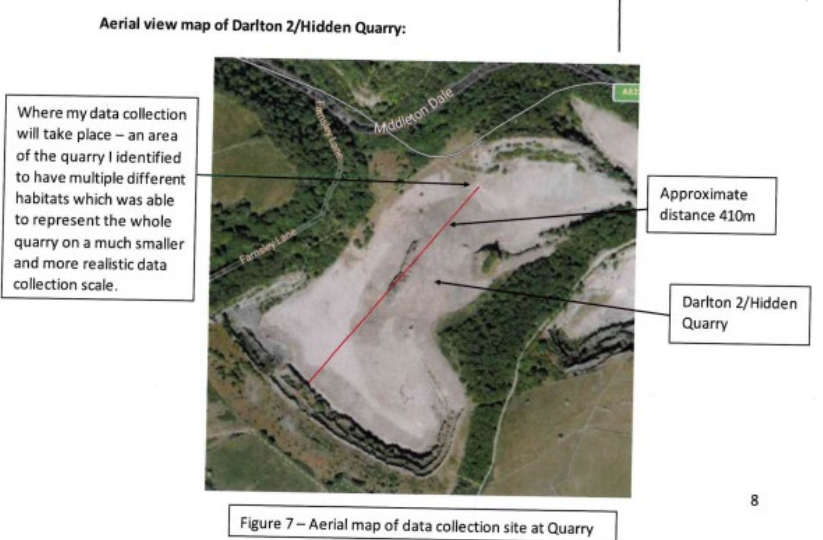 Aerial view map of Darlton 2/Hidden Quarry:
Where my data collection
will take place – an area
of the quarry I identified
to have multiple different
habitats which was able
to represent the whole
quarry on a much smaller
and more realistic data
collection scale.
Middleton Dale
Farnsley Lane
Farnsley Lane
Approximate
distance 410m
Darlton 2/Hidden
Quarry
8
Figure 7 – Aerial map of data collection site at Quarry